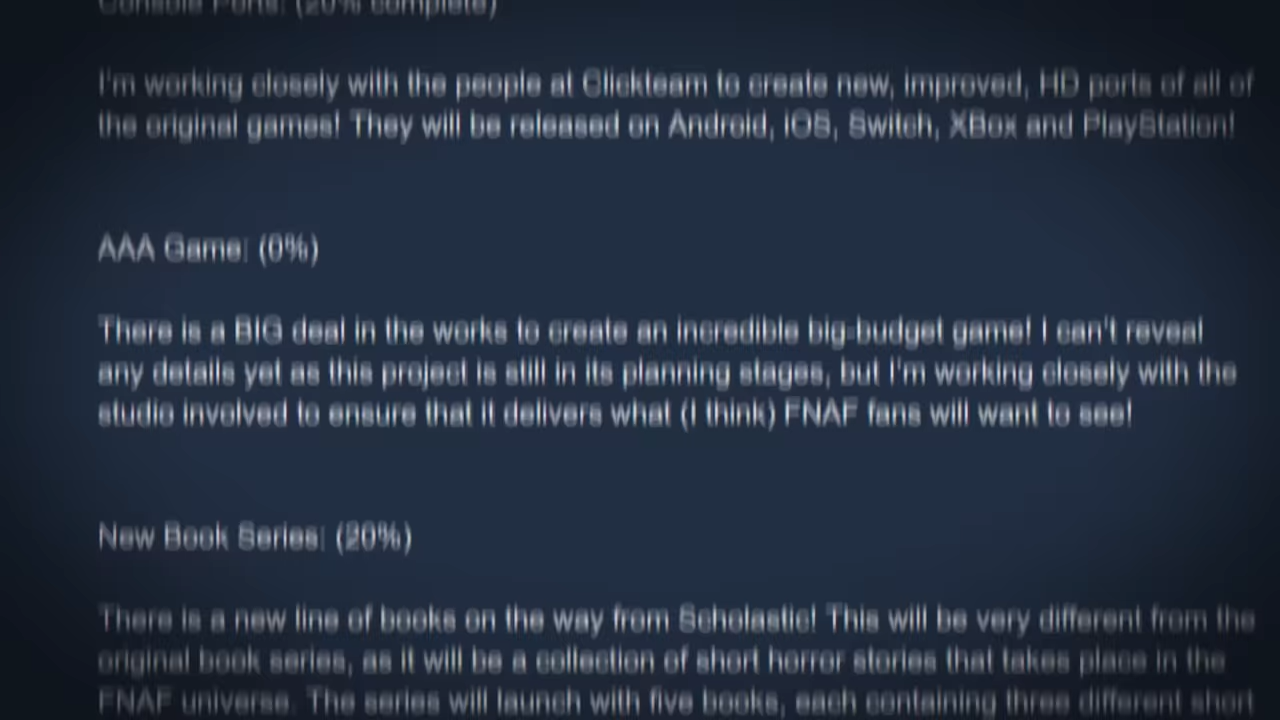 Console Ports: (20% complete)
I'm working closely with the people at Clickteam to create new, improved, HD ports of all of
the original games! They will be released on Android, iOS, Switch, XBox and PlayStation!
AAA Game: (0%)
There is a BIG deal in the works to create an incredible big-budget game! I can't reveal
any details yet as this project is still in its planning stages, but I'm working closely with the
studio involved to ensure that it delivers what (I think) FNAF fans will want to see!
New Book Series: (20%)
There is a new line of books on the way from Scholastic! This will be very different from the
original book series, as it will be a collection of short horror stories that takes place in the
FNAF universe. The series will launch with five books, each containing three different short